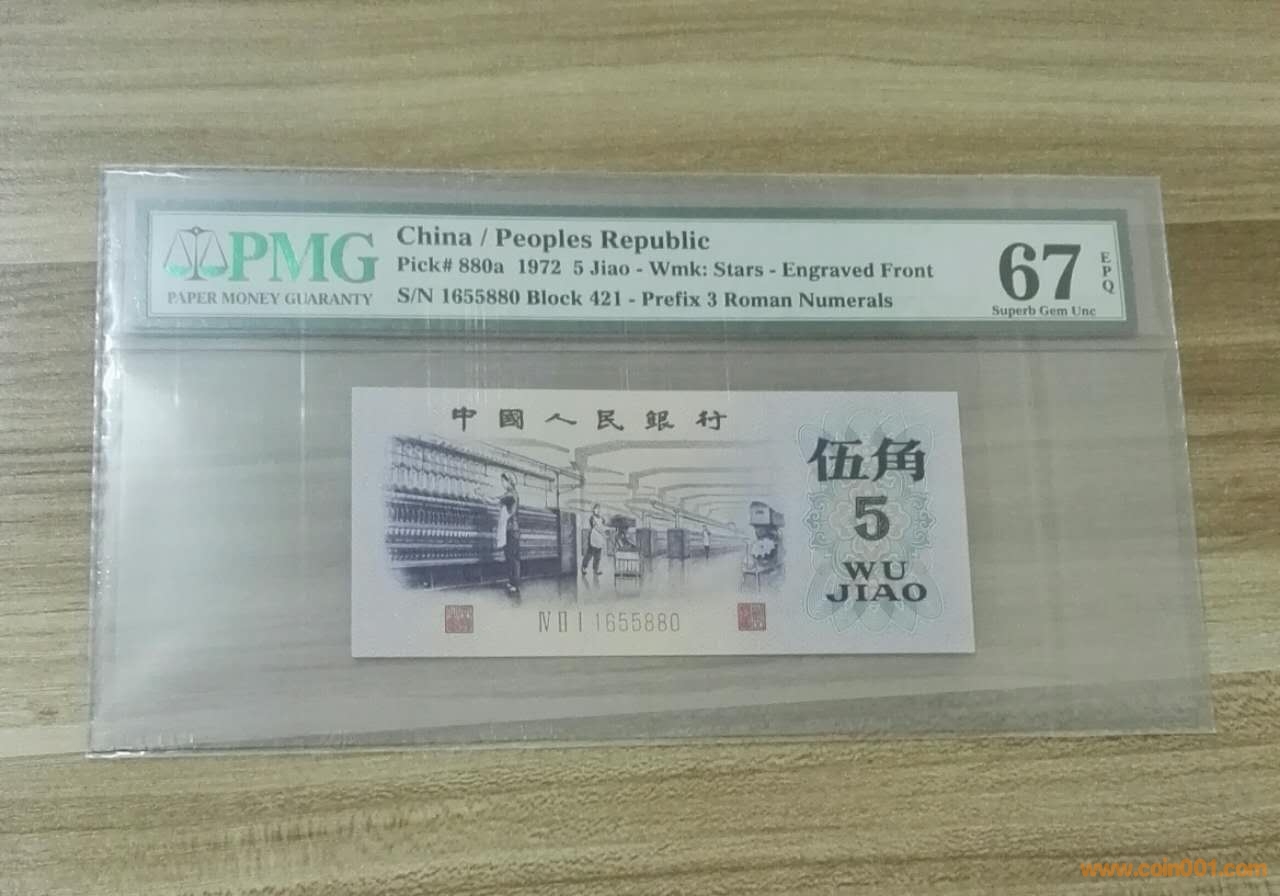 PMG
PAPER MONEY GUARANTY
China / Peoples Republic
Pick# 880a 1972 5 Jiao - Wmk: Stars - Engraved Front
S/N 1655880 Block 421 - Prefix 3 Roman Numerals
67
EPQ
Superb Gem Unc
中國人民銀行
伍角
5
WU
JIAO
Ⅳ Ⅱ Ⅰ 1655880
www.coin001.com